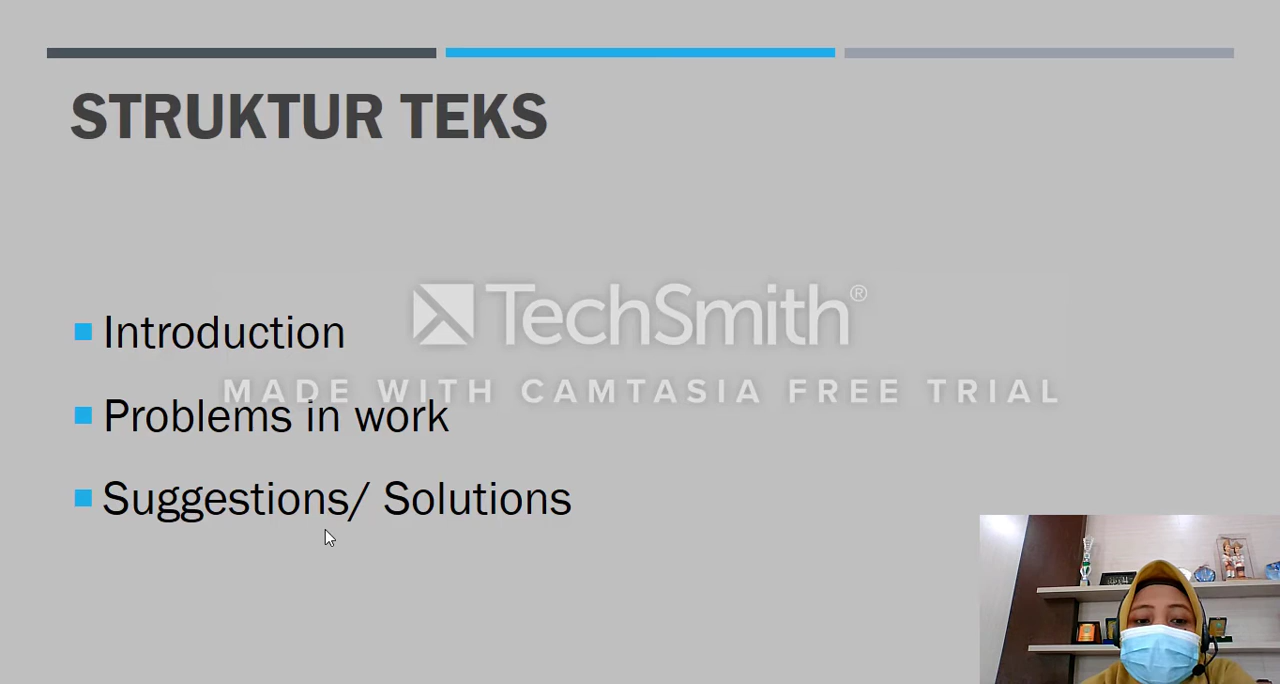 STRUKTUR TEKS
TechSmith®
Introduction
MADE WITH CAMTASIA FREE TRIAL
Problems in work
Suggestions/ Solutions